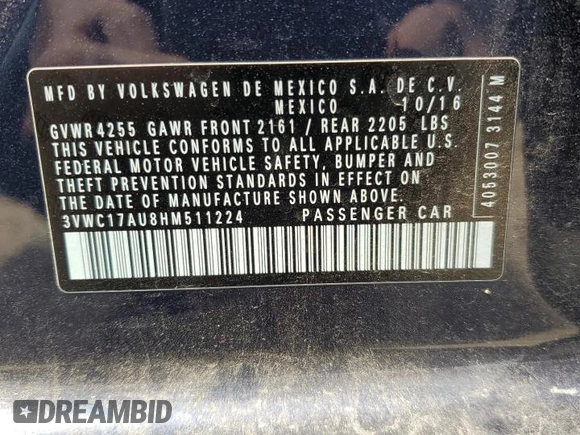 MFD BY VOLKSWAGEN DE MEXICO S.A. DE C.V.
MEXICO 10/16
GVWR 4255 GAWR FRONT 2161 / REAR 2205 LBS
THIS VEHICLE CONFORMS TO ALL APPLICABLE U.S.
FEDERAL MOTOR VEHICLE SAFETY, BUMPER AND
THEFT PREVENTION STANDARDS IN EFFECT ON
THE DATE OF MANUFACTURE SHOWN ABOVE.
3VWC17AU8HM511224 PASSENGER CAR
4053007 3144 M
DREAMBID